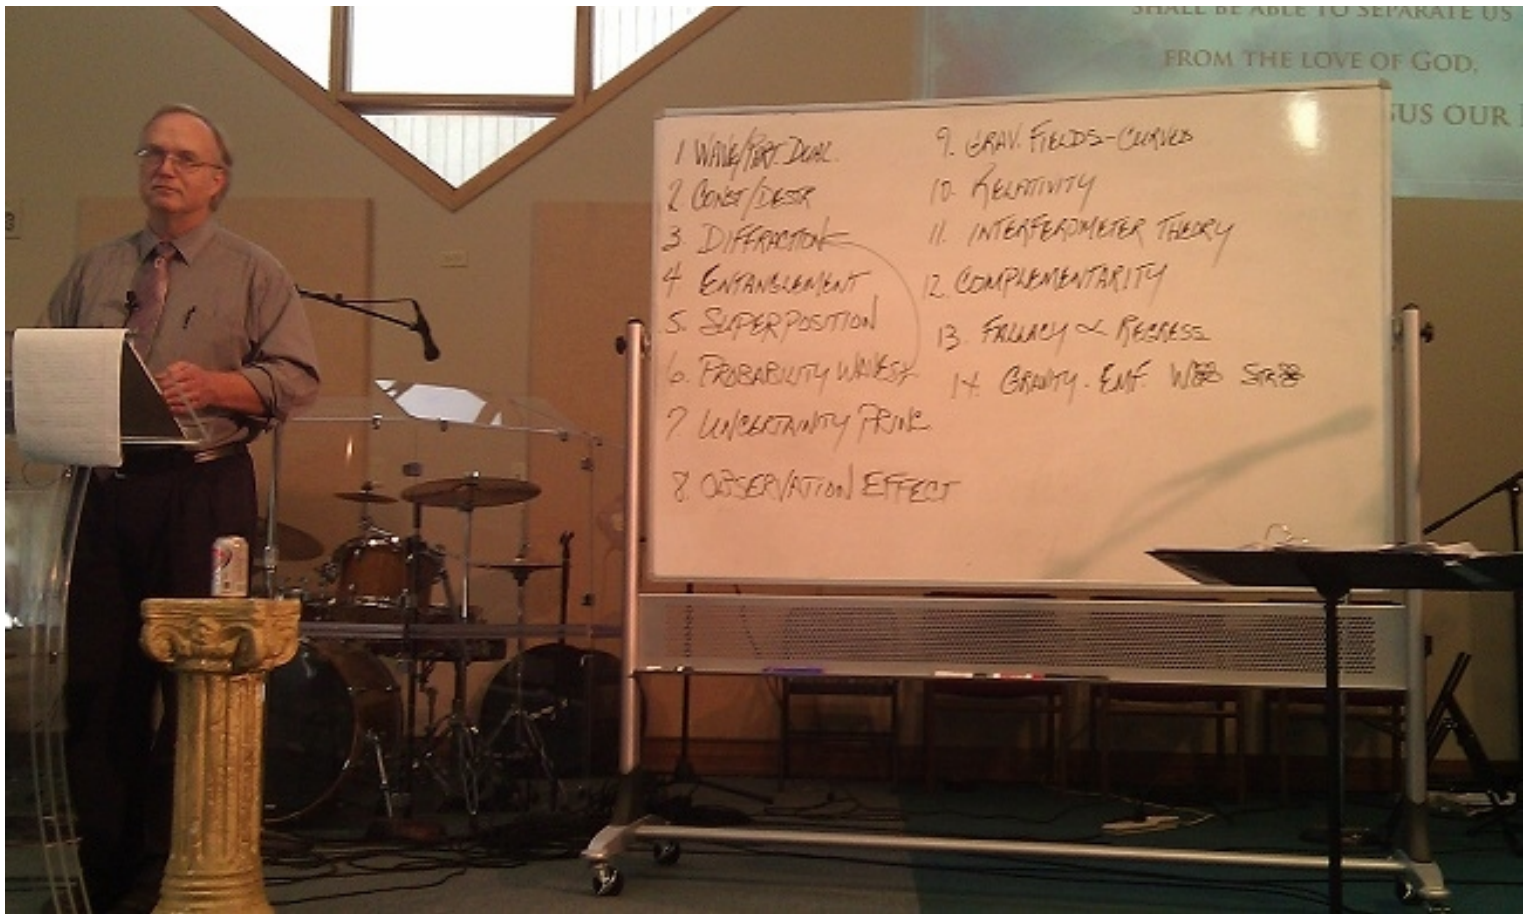 SHALL BE ABLE TO SEPARATE US
FROM THE LOVE OF GOD,
SUS OUR
1 WAVE/PART. DUAL.
2 CONST/DESTR
3. DIFFRACTION
4 ENTANGLEMENT
5. SUPERPOSITION
6. PROBABILITY WAVES
7. UNCERTAINTY PRINC.
8. OBSERVATION EFFECT
9. GRAV. FIELDS-CURVED
10. RELATIVITY
11. INTERFEROMETER THEORY
12. COMPLEMENTARITY
13. FALLACY ∝ REGRESS
14. GRAVITY. EMF. W STR